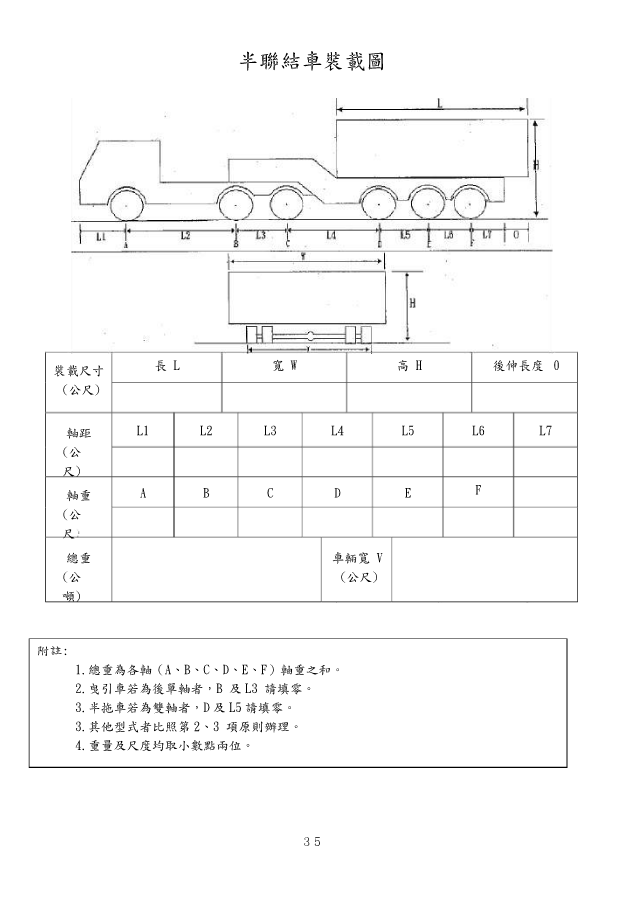 半聯結車裝載圖
L
H
L1 A L2 B L3 C L4 D L5 E L6 F L7 O
W
H
V
裝載尺寸
(公尺)
長 L 寬 W 高 H 後伸長度 O
軸距
(公
尺)
L1 L2 L3 L4 L5 L6 L7
軸重
(公
尺)
A B C D E F
總重
(公
噸)
車輛寬 V
(公尺)
附註:
1.總重為各軸(A、B、C、D、E、F)軸重之和。
2.曳引車若為後單軸者,B 及 L3 請填零。
3.半拖車若為雙軸者,D 及 L5 請填零。
3.其他型式者比照第 2、3 項原則辦理。
4.重量及尺度均取小數點兩位。
35